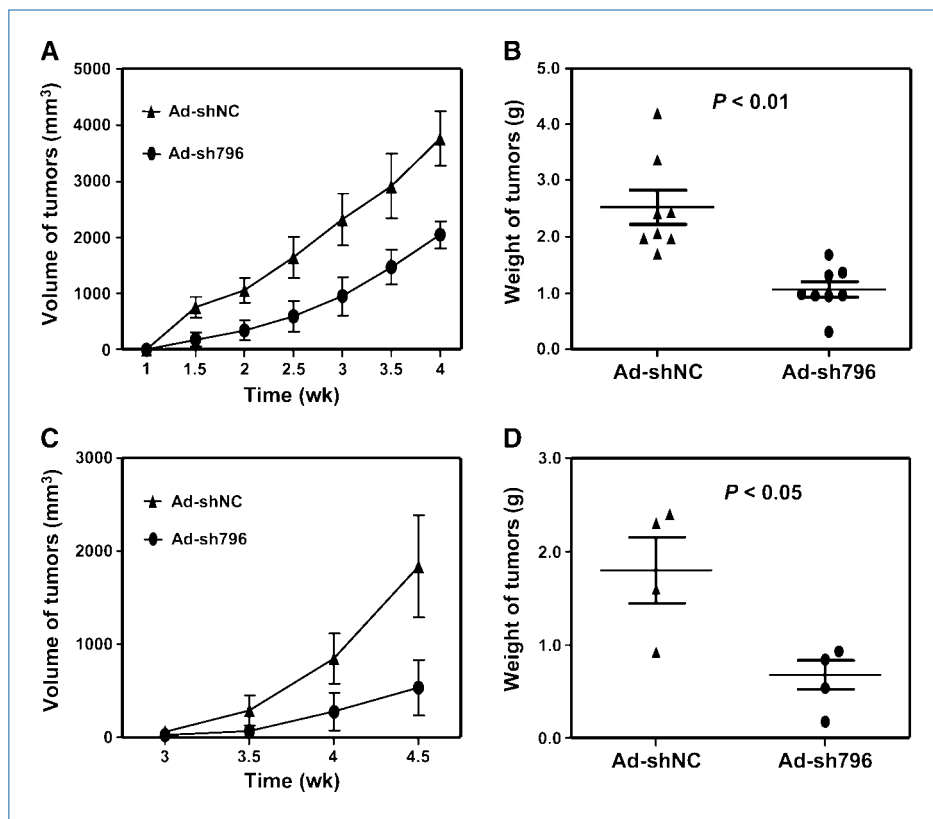 A
Volume of tumors (mm³)
5000
4000
3000
2000
1000
0
Ad-shNC
Ad-sh796
1 1.5 2 2.5 3 3.5 4
Time (wk)
B
Weight of tumors (g)
5.0
4.0
3.0
2.0
1.0
0.0
P < 0.01
Ad-shNC Ad-sh796
C
Volume of tumors (mm³)
3000
2000
1000
0
Ad-shNC
Ad-sh796
3 3.5 4 4.5
Time (wk)
D
Weight of tumors (g)
3.0
2.0
1.0
0.0
P < 0.05
Ad-shNC Ad-sh796